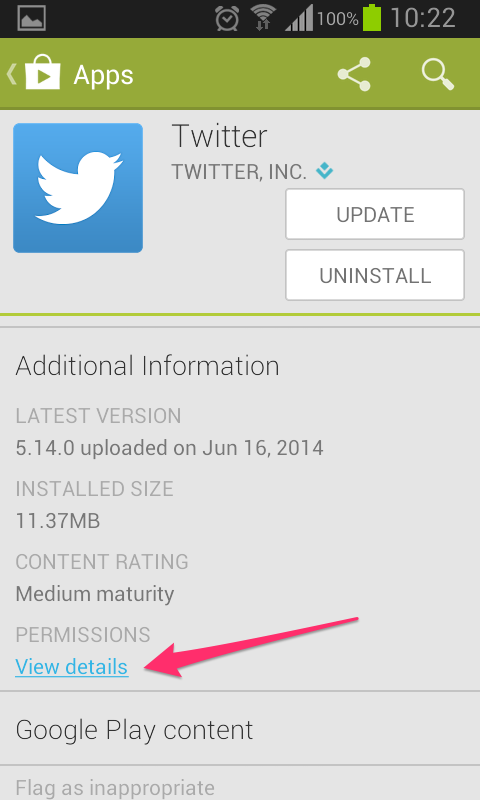 100% 10:22
Apps
Twitter
TWITTER, INC.
UPDATE
UNINSTALL
Additional Information
LATEST VERSION
5.14.0 uploaded on Jun 16, 2014
INSTALLED SIZE
11.37MB
CONTENT RATING
Medium maturity
PERMISSIONS
View details
Google Play content
Flag as inappropriate